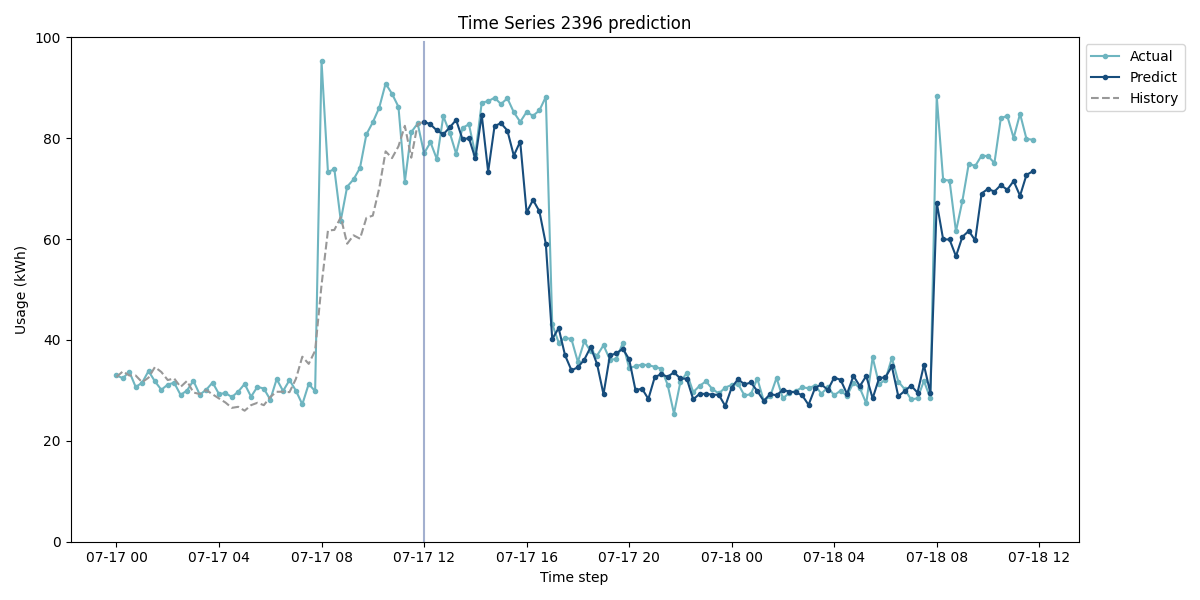 Time Series 2396 prediction
100
80
60
40
20
0
Usage (kWh)
07-17 00
07-17 04
07-17 08
07-17 12
07-17 16
07-17 20
07-18 00
07-18 04
07-18 08
07-18 12
Time step
Actual
Predict
History